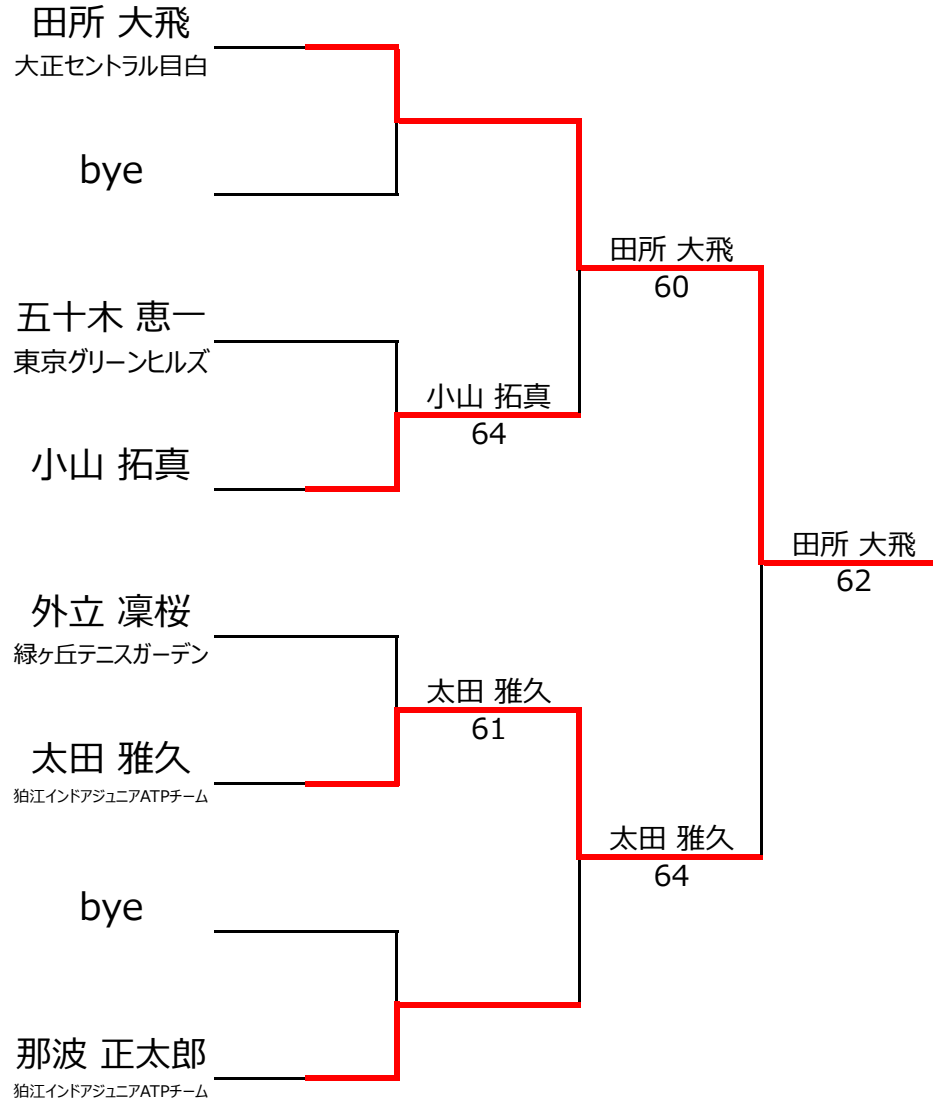 田所 大飛
大正セントラル目白
bye
田所 大飛
60
五十木 恵一
東京グリーンヒルズ
小山 拓真
64
小山 拓真
田所 大飛
62
外立 凜桜
緑ヶ丘テニスガーデン
太田 雅久
61
太田 雅久
狛江インドアジュニアATPチーム
太田 雅久
64
bye
那波 正太郎
狛江インドアジュニアATPチーム